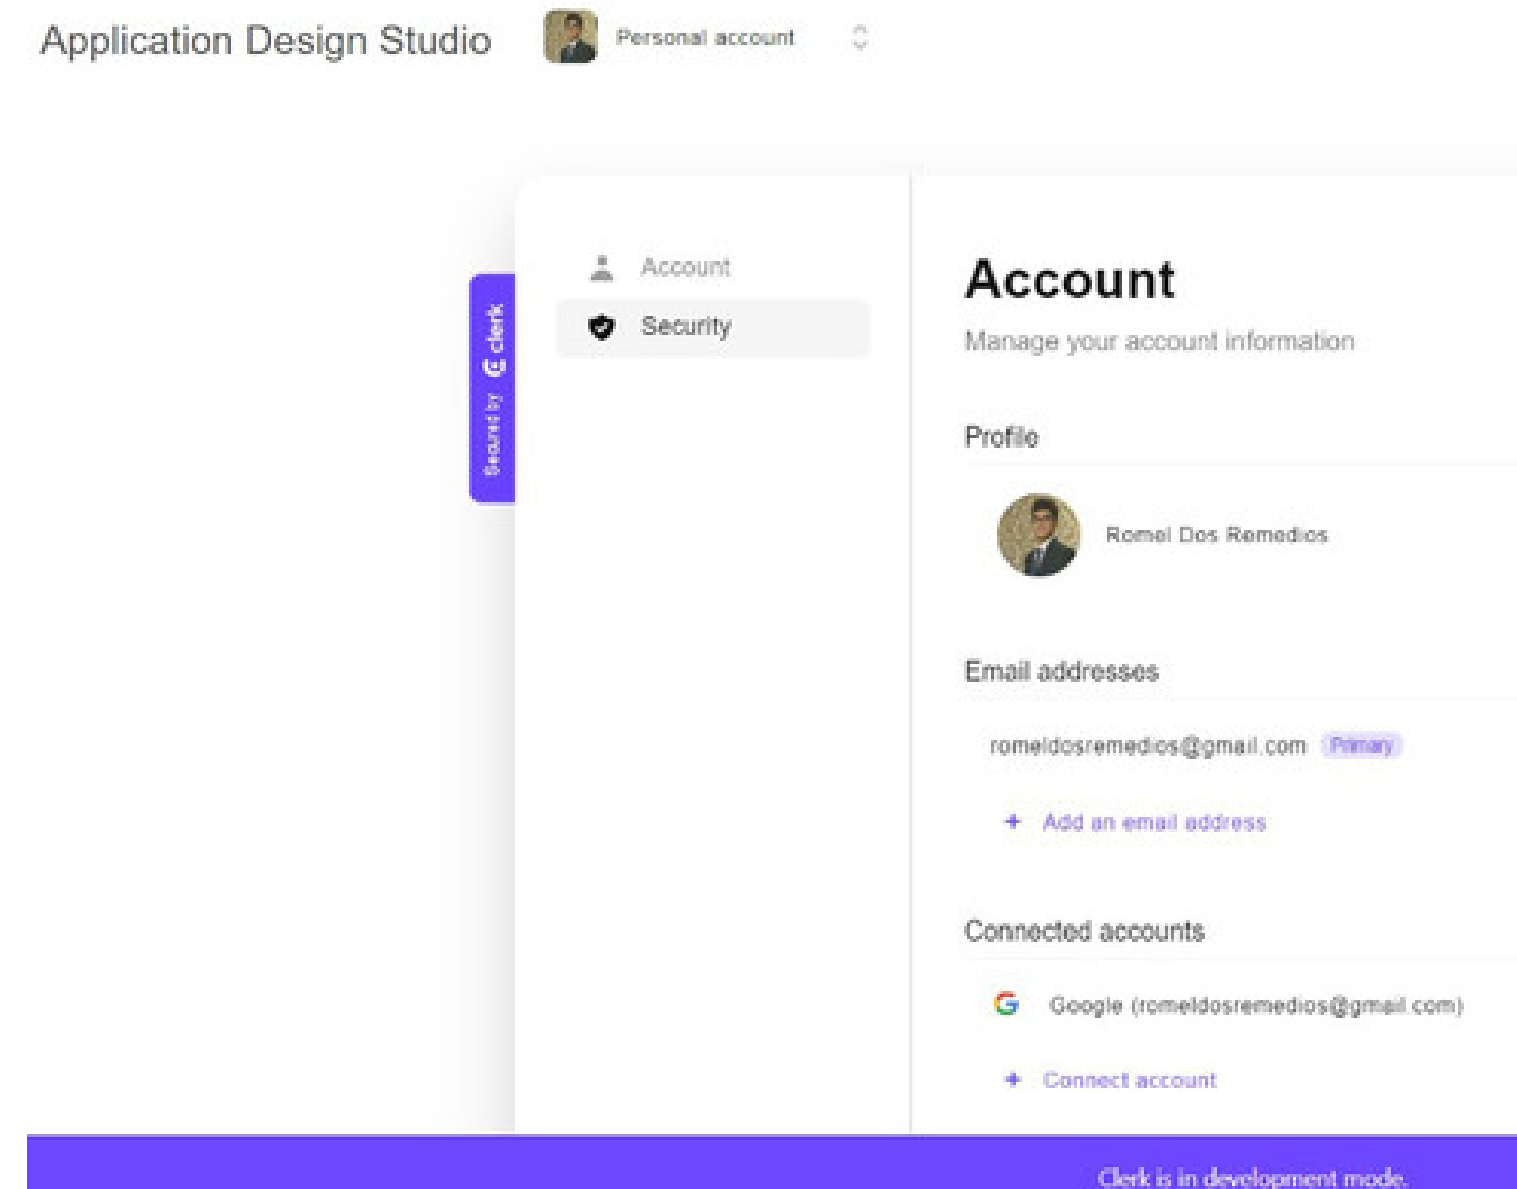 Application Design Studio
Personal account
Account
Security
Secured by clerk
Account
Manage your account information
Profile
Romel Dos Remedios
Email addresses
romeldosremedios@gmail.com Primary
+ Add an email address
Connected accounts
Google (romeldosremedios@gmail.com)
+ Connect account
Clerk is in development mode.